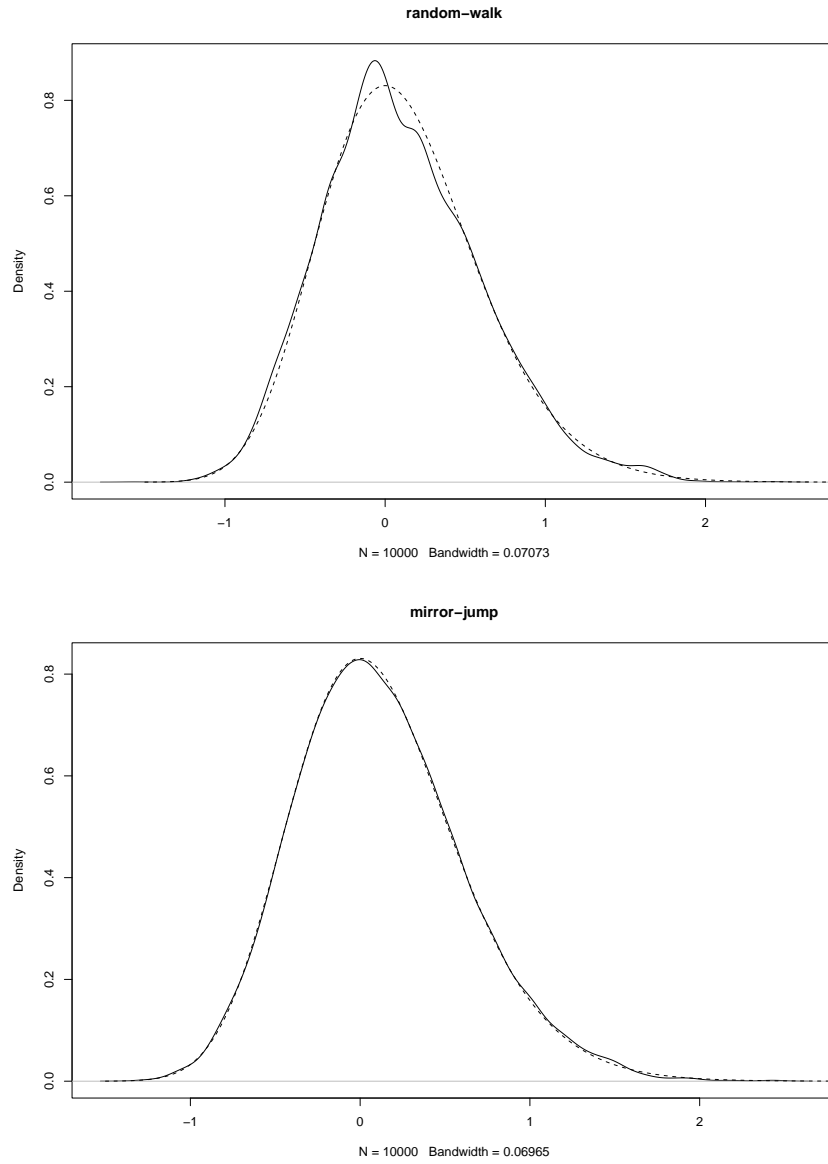 random−walk
0.8
0.6
0.4
0.2
0.0
Density
−1 0 1 2
N = 10000 Bandwidth = 0.07073
mirror−jump
0.8
0.6
0.4
0.2
0.0
Density
−1 0 1 2
N = 10000 Bandwidth = 0.06965